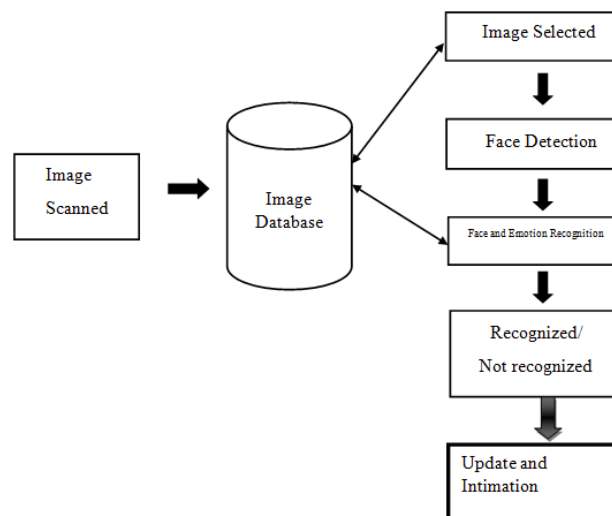 Image
Scanned
Image
Database
Image Selected
Face Detection
Face and Emotion Recognition
Recognized/
Not recognized
Update and
Intimation